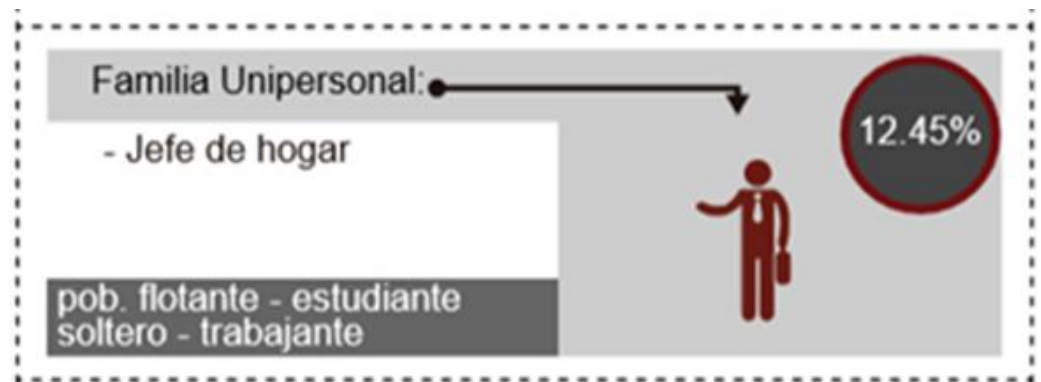 Familia Unipersonal:
12.45%
- Jefe de hogar
pob. flotante - estudiante
soltero - trabajante